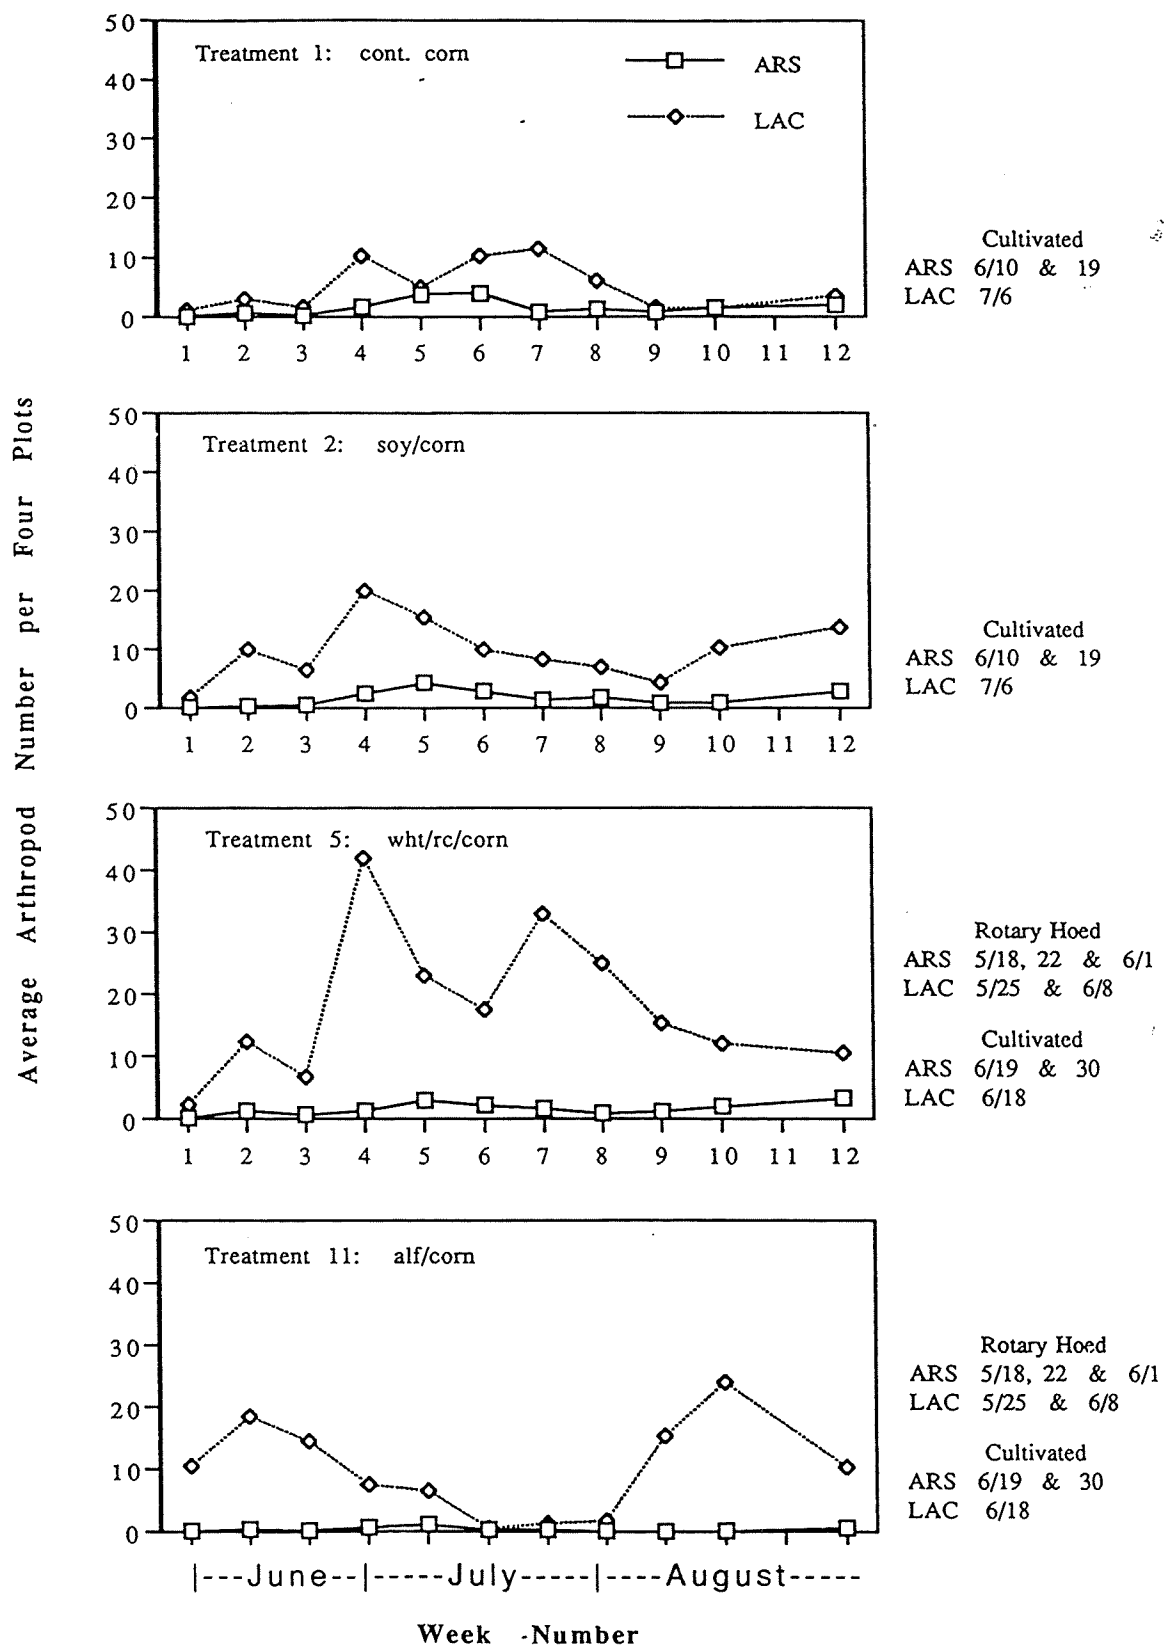 Average Arthropod Number per Four Plots
50
40
30
20
10
0
Treatment 1: cont. corn
ARS
LAC
1 2 3 4 5 6 7 8 9 10 11 12
Cultivated
ARS 6/10 & 19
LAC 7/6
50
40
30
20
10
0
Treatment 2: soy/corn
1 2 3 4 5 6 7 8 9 10 11 12
Cultivated
ARS 6/10 & 19
LAC 7/6
50
40
30
20
10
0
Treatment 5: wht/rc/corn
1 2 3 4 5 6 7 8 9 10 11 12
Rotary Hoed
ARS 5/18, 22 & 6/1
LAC 5/25 & 6/8
Cultivated
ARS 6/19 & 30
LAC 6/18
50
40
30
20
10
0
Treatment 11: alf/corn
Rotary Hoed
ARS 5/18, 22 & 6/1
LAC 5/25 & 6/8
Cultivated
ARS 6/19 & 30
LAC 6/18
|---June--|-----July-----|----August-----
Week -Number